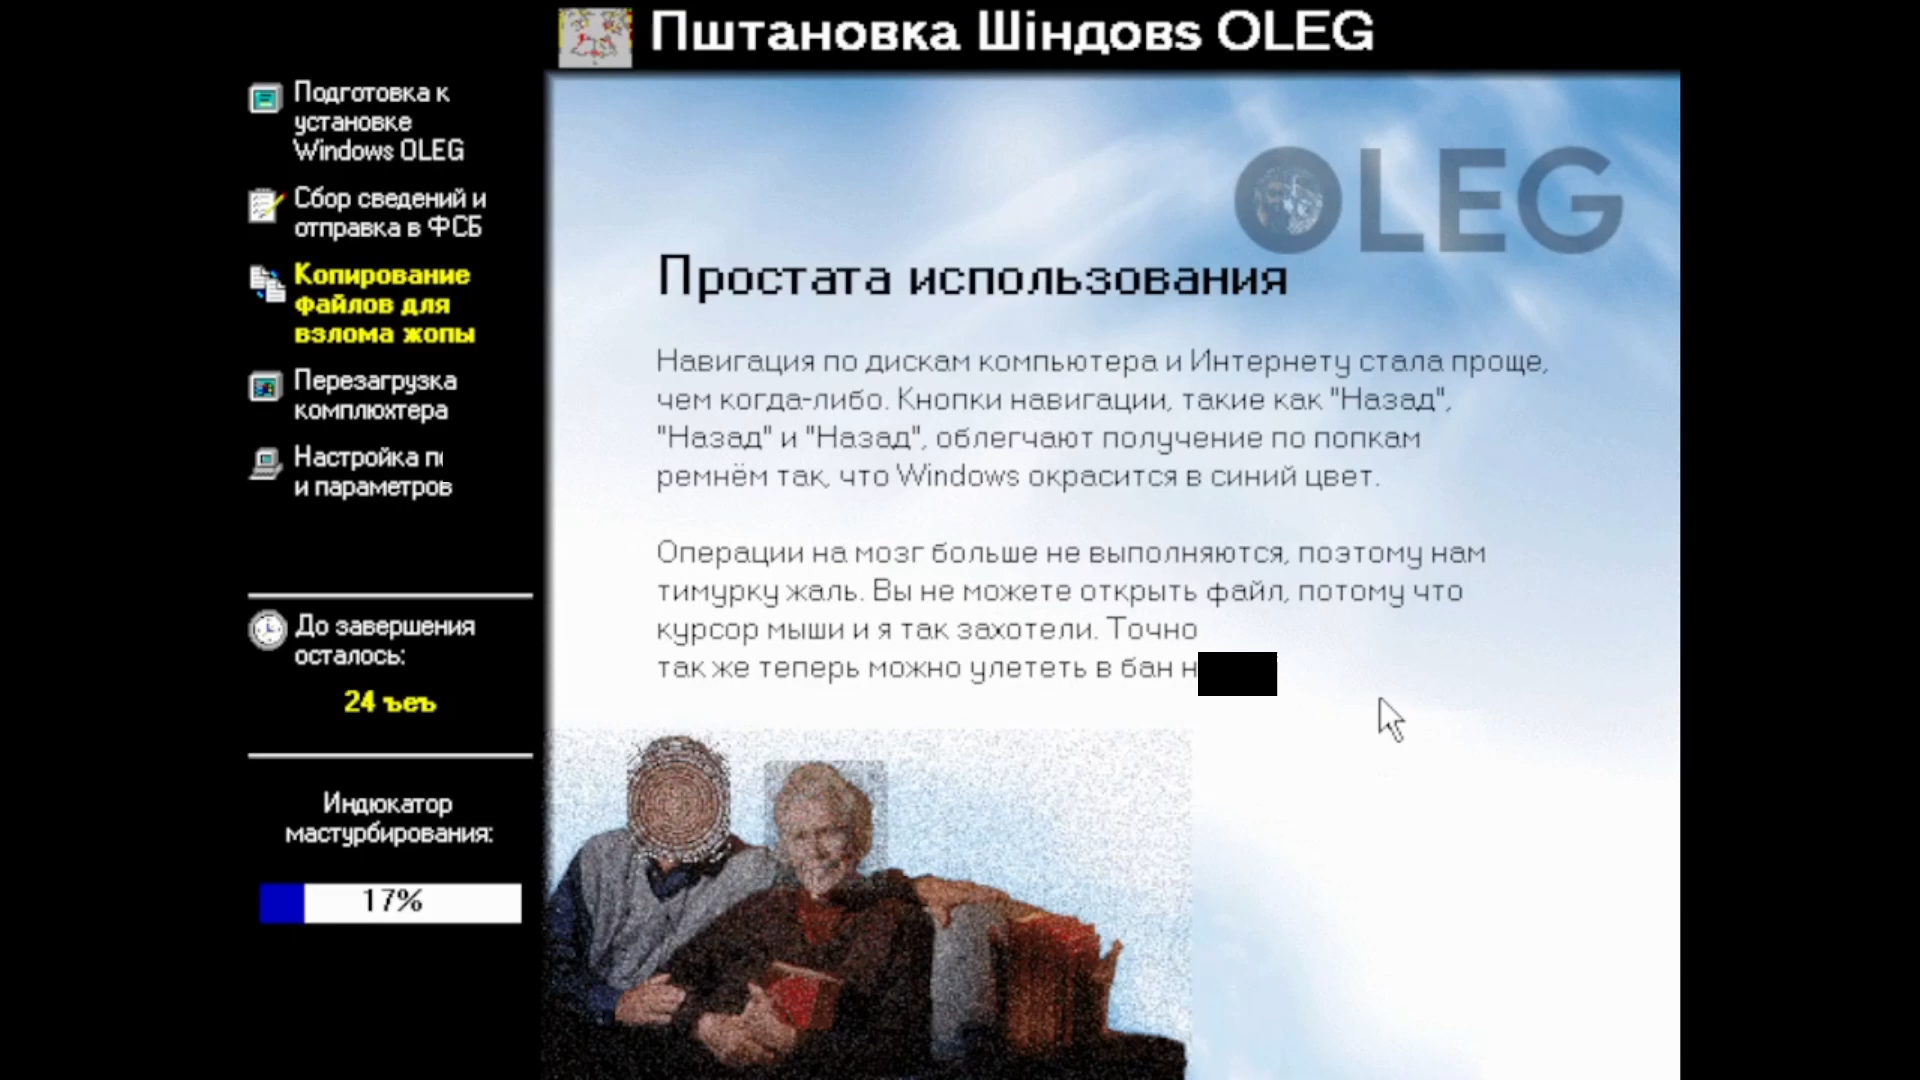 Пштановка Шiндовs OLEG
Подготовка к
установке
Windows OLEG
Сбор сведений и
отправка в ФСБ
Копирование
файлов для
взлома жопы
Перезагрузка
комплюхтера
Настройка
и параметров
До завершения
осталось:
24 ъеъ
Индюкатор
мастурбирования:
17%
OLEG
Простата использования
Навигация по дискам компьютера и Интернету стала проще,
чем когда-либо. Кнопки навигации, такие как "Назад",
"Назад" и "Назад", облегчают получение по попкам
ремнём так, что Windows окрасится в синий цвет.
Операции на мозг больше не выполняются, поэтому нам
тимурку жаль. Вы не можете открыть файл, потому что
курсор мыши и я так захотели. Точно
так же теперь можно улететь в бан